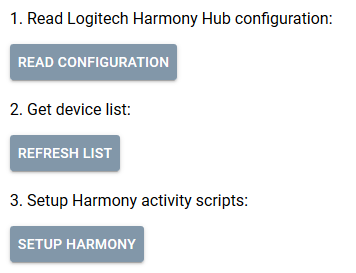 1. Read Logitech Harmony Hub configuration:
READ CONFIGURATION
2. Get device list:
REFRESH LIST
3. Setup Harmony activity scripts:
SETUP HARMONY